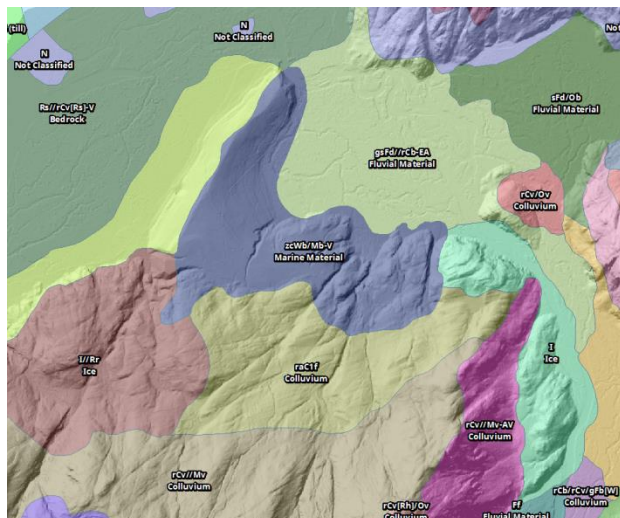 (till)
N
Not Classified
N
Not Classified
Not
Rs//rCv[Rs]-V
Bedrock
sFd/Ob
Fluvial Material
gsFd//rCb-EA
Fluvial Material
rCv/Ov
Colluvium
zcWb/Mb-V
Marine Material
I//Rr
Ice
raC1f
Colluvium
I
Ice
rCv//Mv-AV
Colluvium
rCv//Mv
Colluvium
rCb/rCv/gFb[W]
Colluvium
rCv[Rh]/Ov
Colluvium
Ff
Fluvial Material